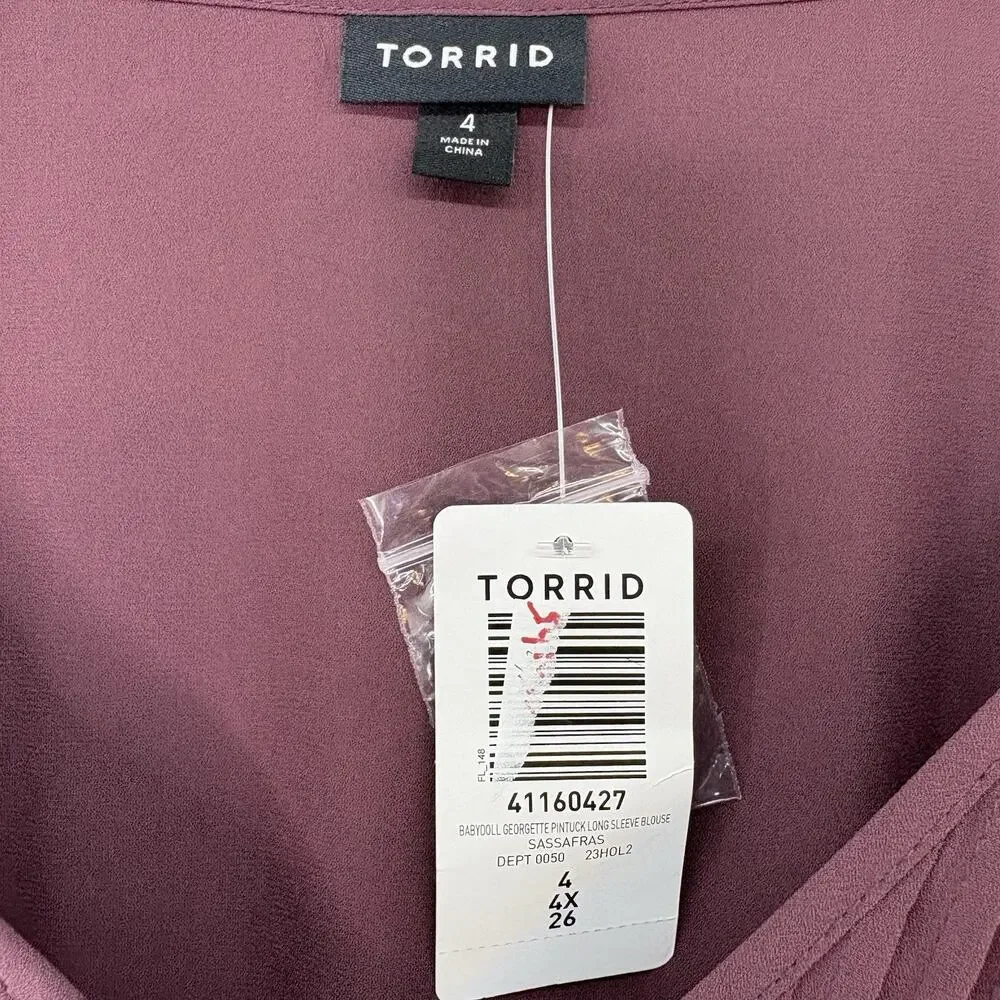 TORRID
4
MADE IN
CHINA
TORRID
FL_148
41160427
BABYDOLL GEORGETTE PINTUCK LONG SLEEVE BLOUSE
SASSAFRAS
DEPT 0050 23HOL2
4
4X
26